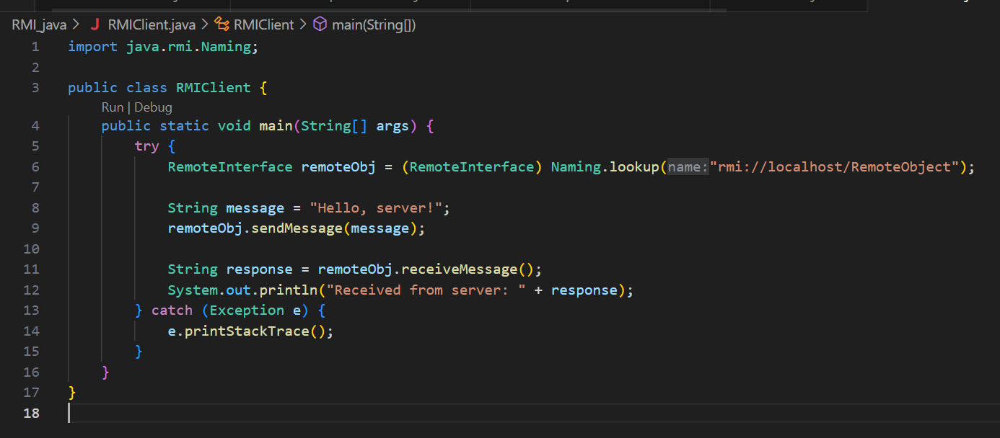 RMI_java > J RMIClient.java > RMIClient > main(String[])
1 import java.rmi.Naming;
2
3 public class RMIClient {
Run | Debug
4 public static void main(String[] args) {
5 try {
6 RemoteInterface remoteObj = (RemoteInterface) Naming.lookup(name:"rmi://localhost/RemoteObject");
7
8 String message = "Hello, server!";
9 remoteObj.sendMessage(message);
10
11 String response = remoteObj.receiveMessage();
12 System.out.println("Received from server: " + response);
13 } catch (Exception e) {
14 e.printStackTrace();
15 }
16 }
17 }
18